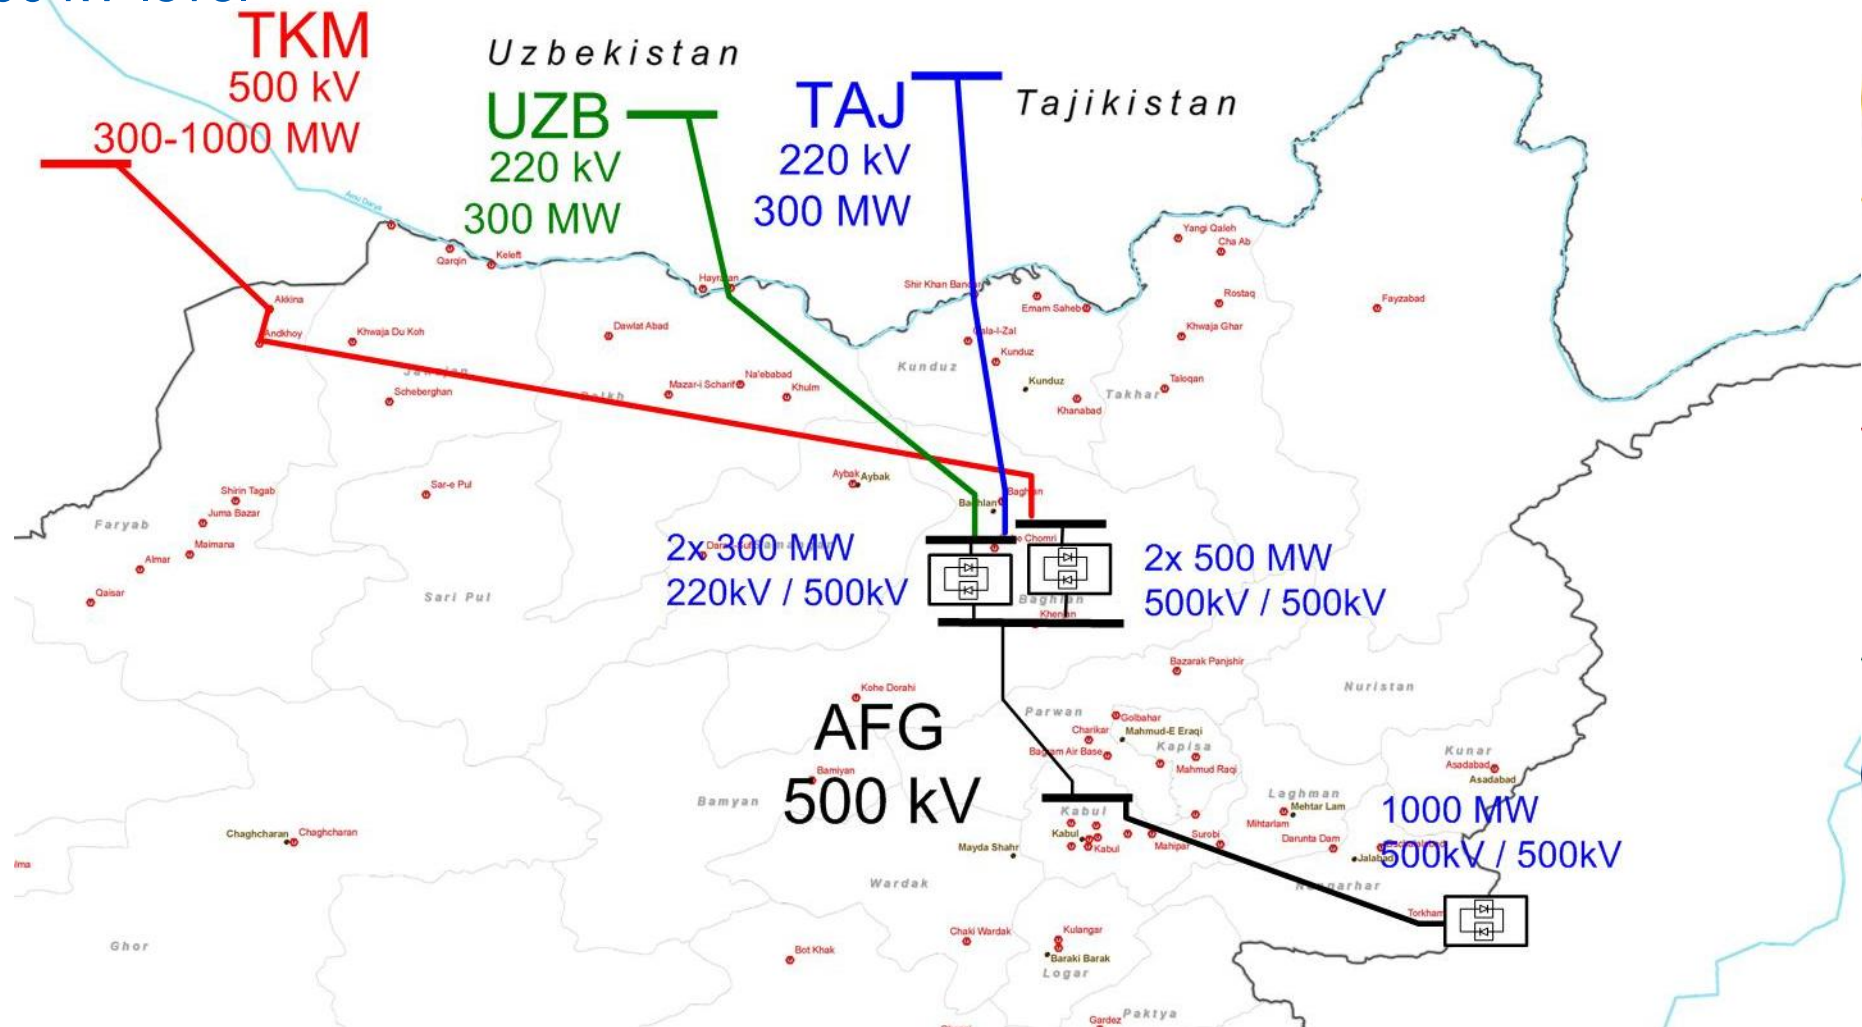 TKM
500 kV
300-1000 MW
Uzbekistan
UZB
220 kV
300 MW
TAJ
220 kV
300 MW
Tajikistan
Amu Darya
Qarqin
Keleft
Akkina
Andkhoy
Khwaja Du Koh
Scheberghan
Dawlat Abad
Mazar-i Scharif
Na'ebabad
Khulm
Shir Khan Bandar
Emam Saheb
Kunduz
Kunduz
Kunduz
Khanabad
Takhar
Taloqan
Yangi Qaleh
Cha Ab
Rostaq
Khwaja Ghar
Fayzabad
Shirin Tagab
Juma Bazar
Faryab
Maimana
Almar
Qaisar
Sar-e Pul
Sari Pul
Aybak
Aybak
Baghlan
Baghlan
2x 300 MW
220kV / 500kV
2x 500 MW
500kV / 500kV
Baghlan
Khenjan
Bazarak Panjshir
Nuristan
Kohe Dorahi
AFG
500 kV
Parwan
Golbahar
Charikar
Mahmud-E Eraqi
Bagram Air Base
Kapisa
Mahmud Raqi
Kunar
Asadabad
Asadabad
Bamiyan
Bamyan
Laghman
Mehtar Lam
Mihtarlam
Darunta Dam
1000 MW
500kV / 500kV
Jalabad
Kabul
Kabul
Kabul
Mahipar
Surobi
Mayda Shahr
Wardak
Nangarhar
Torkham
Chaghcharan
Chaghcharan
Ghor
Bot Khak
Chaki Wardak
Kulangar
Baraki Barak
Logar
Paktya
Gardez